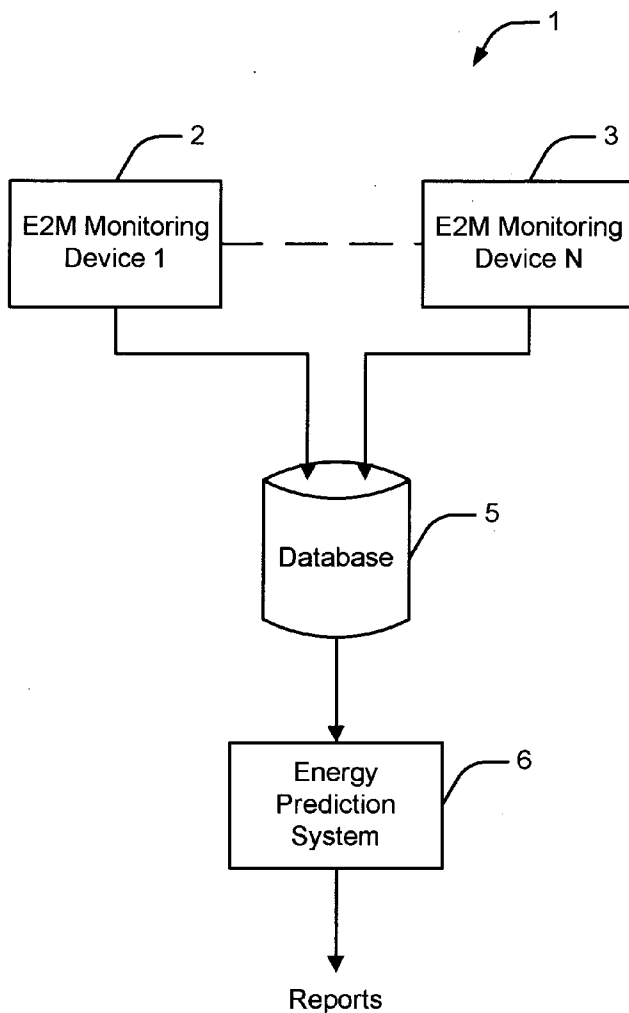 1
2
3
E2M Monitoring
Device 1
E2M Monitoring
Device N
5
Database
6
Energy
Prediction
System
Reports